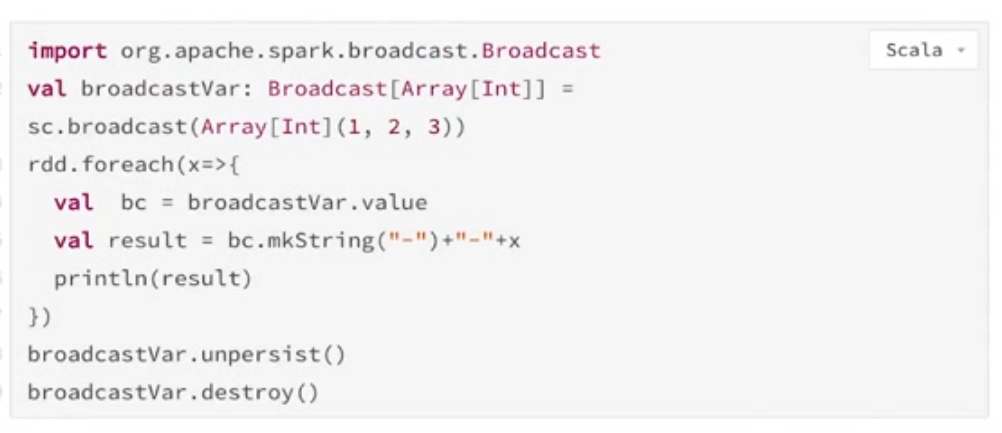 import org.apache.spark.broadcast.Broadcast
Scala
val broadcastVar: Broadcast[Array[Int]] =
sc.broadcast(Array[Int](1, 2, 3))
rdd.foreach(x=>{
  val  bc = broadcastVar.value
  val result = bc.mkString("-")+"-"+x
  println(result)
})
broadcastVar.unpersist()
broadcastVar.destroy()